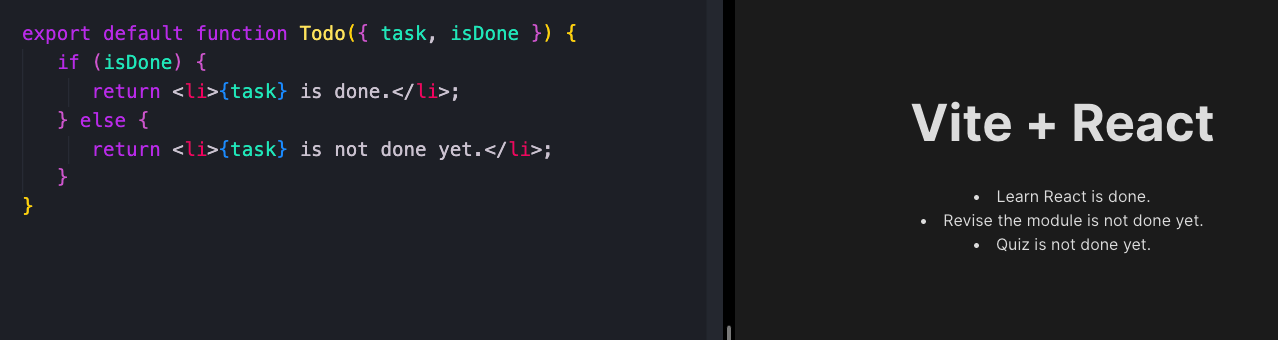 export default function Todo({ task, isDone }) {
if (isDone) {
return <li>{task} is done.</li>;
} else {
return <li>{task} is not done yet.</li>;
}
}
Vite + React
• Learn React is done.
• Revise the module is not done yet.
• Quiz is not done yet.